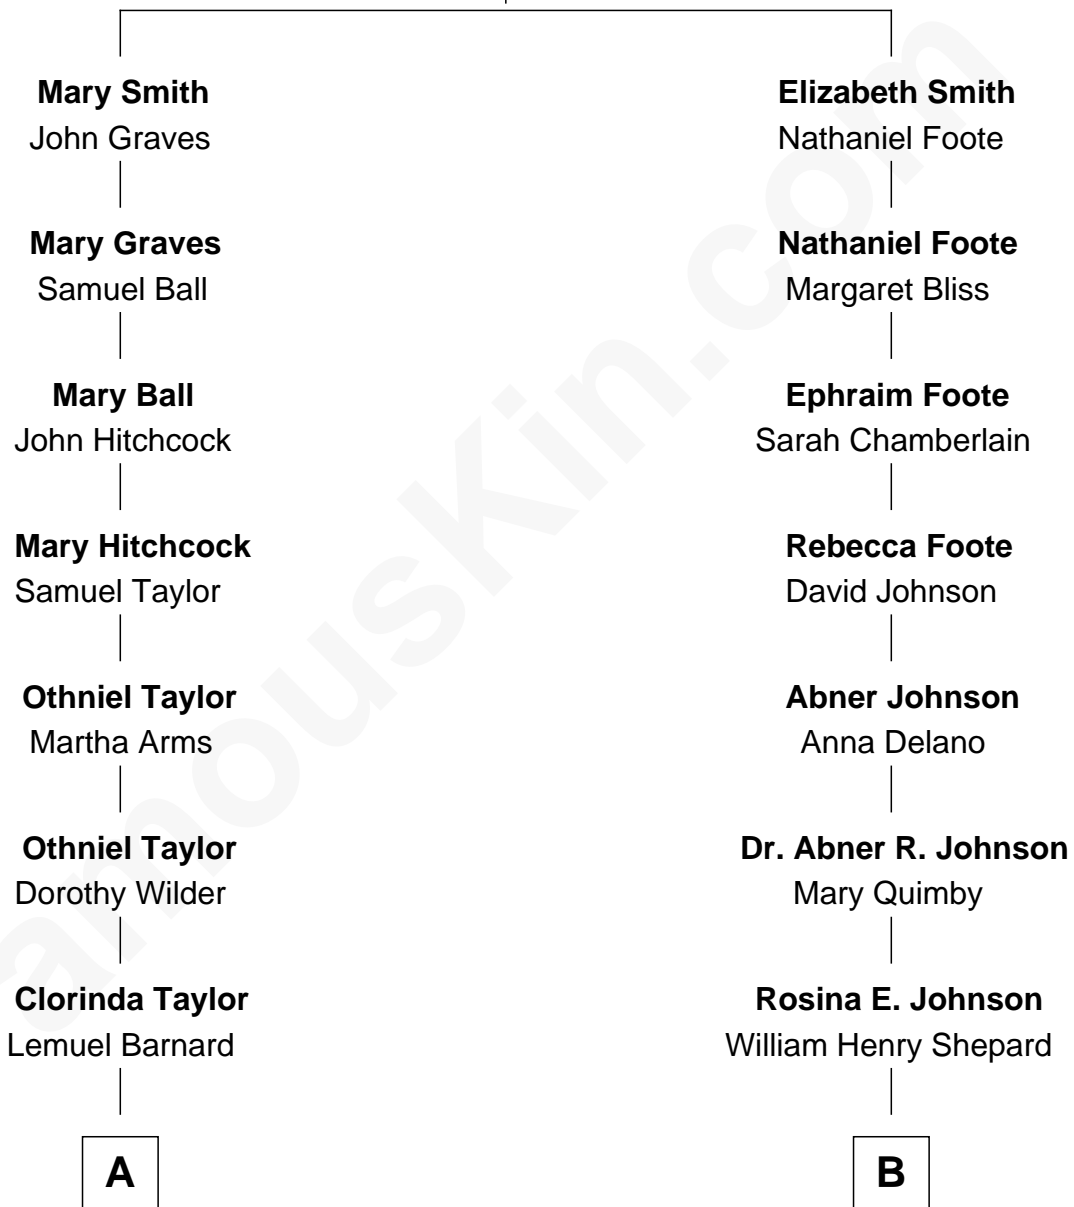 Mary Smith
John Graves
Mary Graves
Samuel Ball
Mary Ball
John Hitchcock
Mary Hitchcock
Samuel Taylor
Othniel Taylor
Martha Arms
Othniel Taylor
Dorothy Wilder
Clorinda Taylor
Lemuel Barnard
A
Elizabeth Smith
Nathaniel Foote
Nathaniel Foote
Margaret Bliss
Ephraim Foote
Sarah Chamberlain
Rebecca Foote
David Johnson
Abner Johnson
Anna Delano
Dr. Abner R. Johnson
Mary Quimby
Rosina E. Johnson
William Henry Shepard
B
amouskin.com